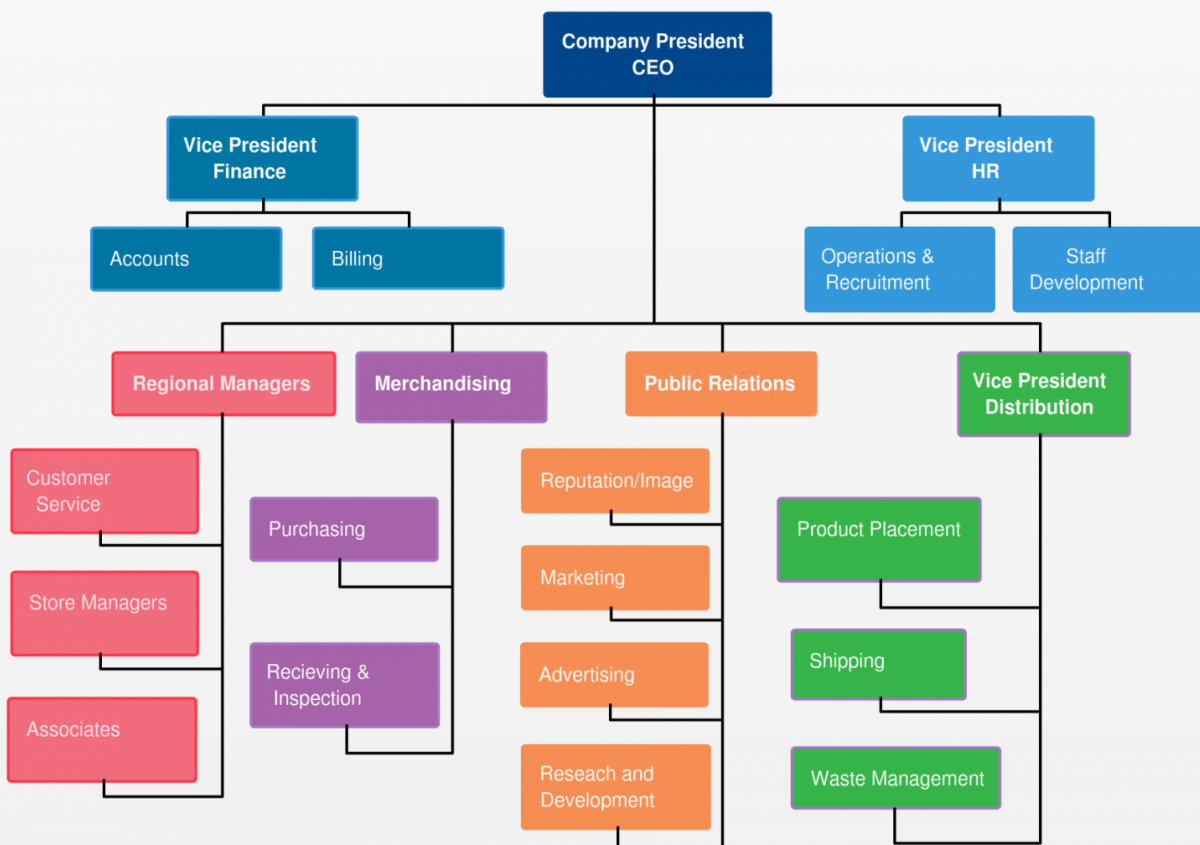 Company President
CEO
Vice President
Finance
Vice President
HR
Accounts
Billing
Operations &
Recruitment
Staff
Development
Regional Managers
Merchandising
Public Relations
Vice President
Distribution
Customer
Service
Store Managers
Associates
Purchasing
Recieving &
Inspection
Reputation/Image
Marketing
Advertising
Reseach and
Development
Product Placement
Shipping
Waste Management